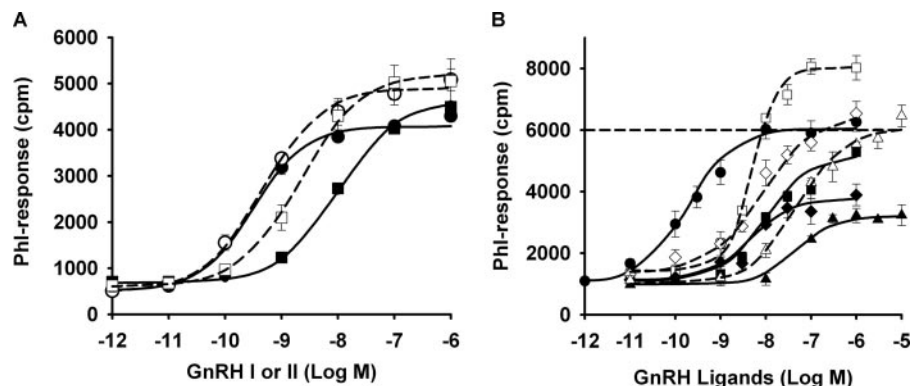 A
PhI-response (cpm)
6000
5000
4000
3000
2000
1000
0
-12 -11 -10 -9 -8 -7 -6
GnRH I or II (Log M)
B
PhI-response (cpm)
8000
6000
4000
2000
0
-12 -11 -10 -9 -8 -7 -6 -5
GnRH Ligands (Log M)